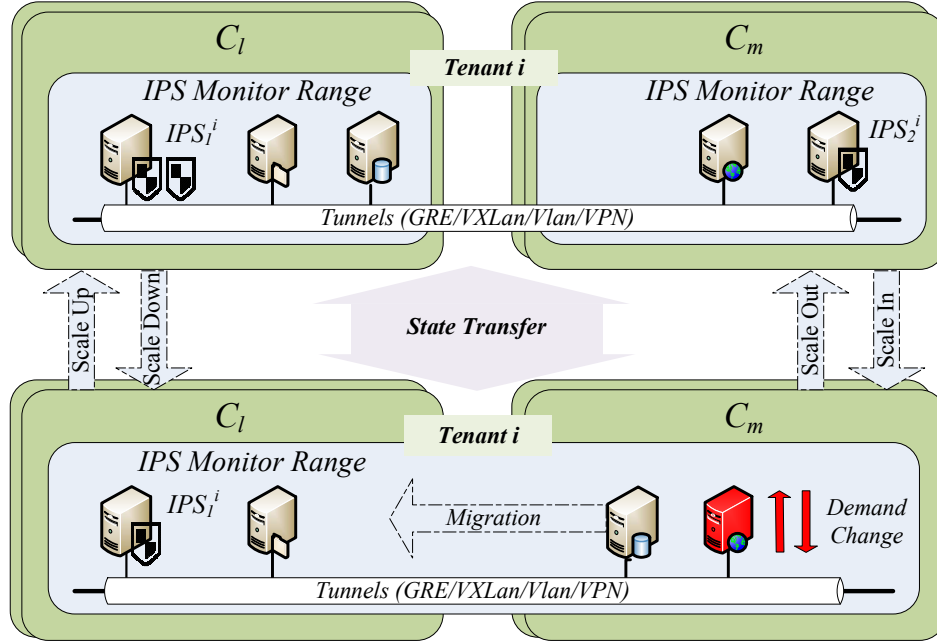 C_l
C_m
Tenant i
IPS Monitor Range
IPS Monitor Range
IPS_1^i
IPS_2^i
Tunnels (GRE/VXLan/Vlan/VPN)
Scale Up
Scale Down
State Transfer
Scale Out
Scale In
C_l
C_m
Tenant i
IPS Monitor Range
IPS_1^i
Migration
Demand
Change
Tunnels (GRE/VXLan/Vlan/VPN)